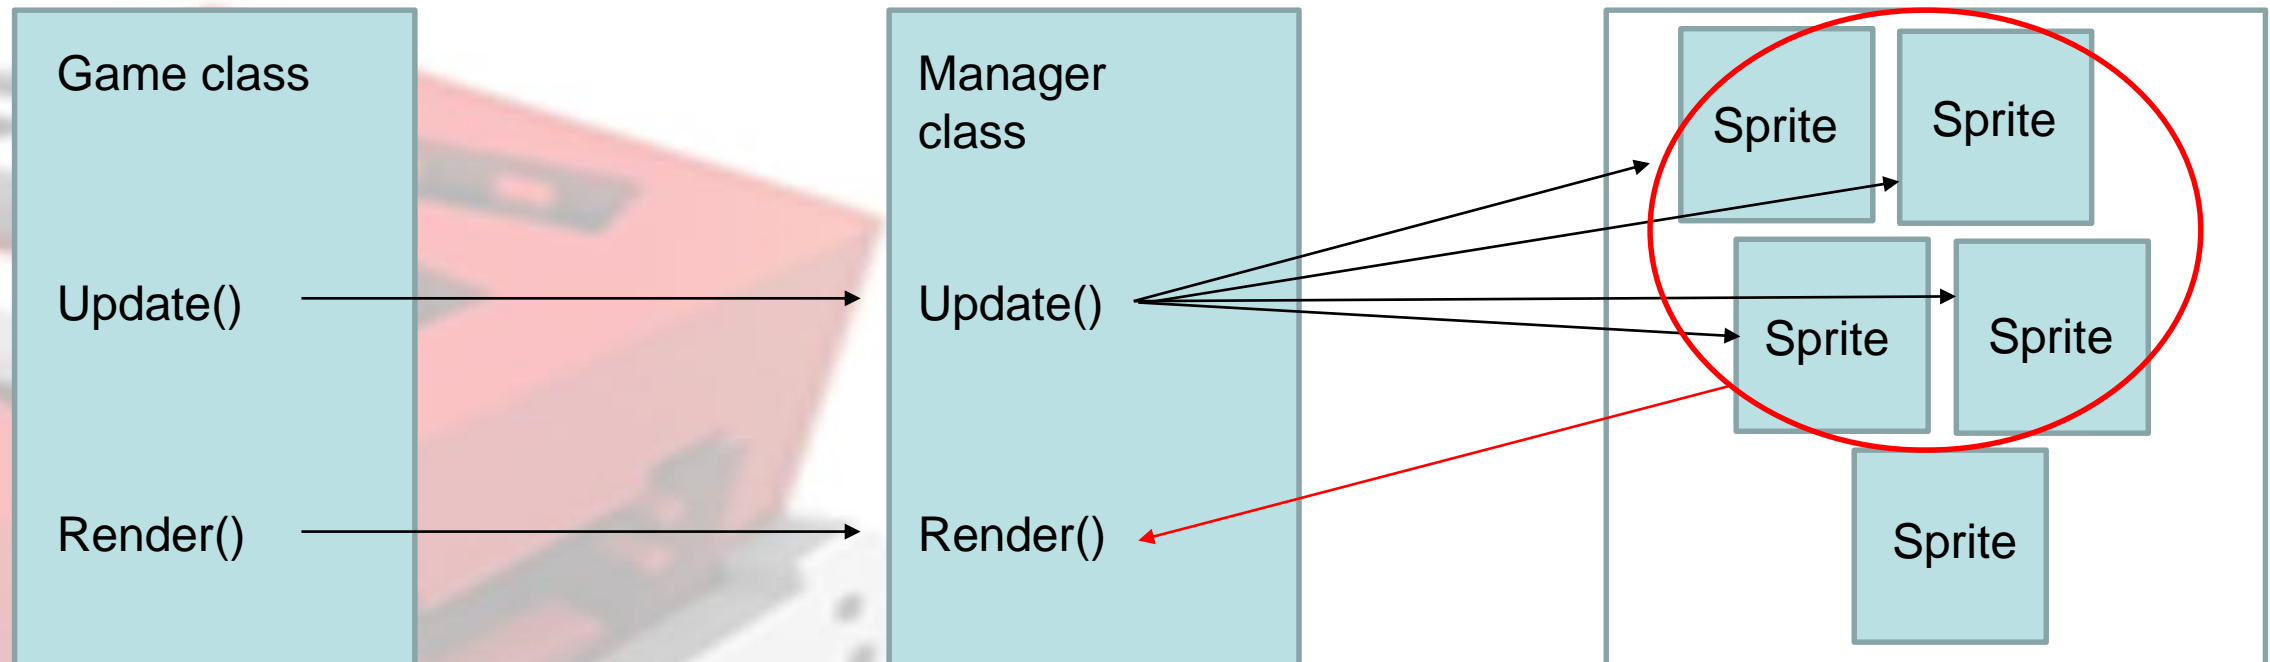 Game class
Update()
Render()
Manager
class
Update()
Render()
Sprite
Sprite
Sprite
Sprite
Sprite